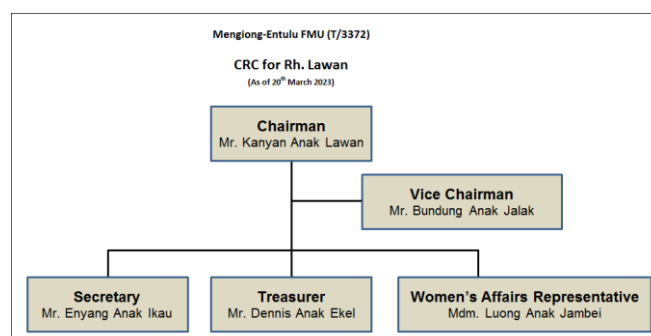 Mengiong-Entulu FMU (T/3372)
CRC for Rh. Lawan
(As of 20th March 2023)
Chairman
Mr. Kanyan Anak Lawan
Vice Chairman
Mr. Bundung Anak Jalak
Secretary
Mr. Enyang Anak Ikau
Treasurer
Mr. Dennis Anak Ekel
Women's Affairs Representative
Mdm. Luong Anak Jambei